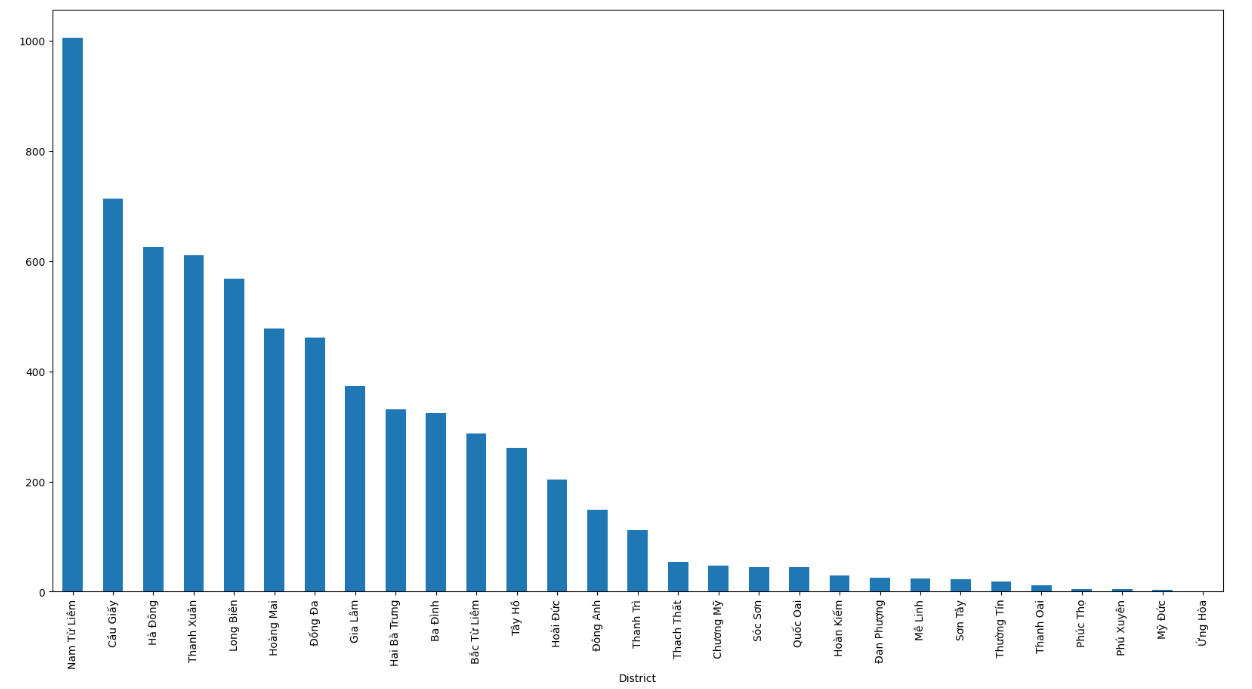 1000
800
600
400
200
0
Nam Từ Liêm
Cầu Giấy
Hà Đông
Thanh Xuân
Long Biên
Hoàng Mai
Đống Đa
Gia Lâm
Hai Bà Trưng
Ba Đình
Bắc Từ Liêm
Tây Hồ
Hoài Đức
Đông Anh
Thanh Trì
Thạch Thất
Chương Mỹ
Sóc Sơn
Quốc Oai
Hoàn Kiếm
Đan Phượng
Mê Linh
Sơn Tây
Thường Tín
Thanh Oai
Phúc Thọ
Phú Xuyên
Mỹ Đức
Ứng Hòa
District